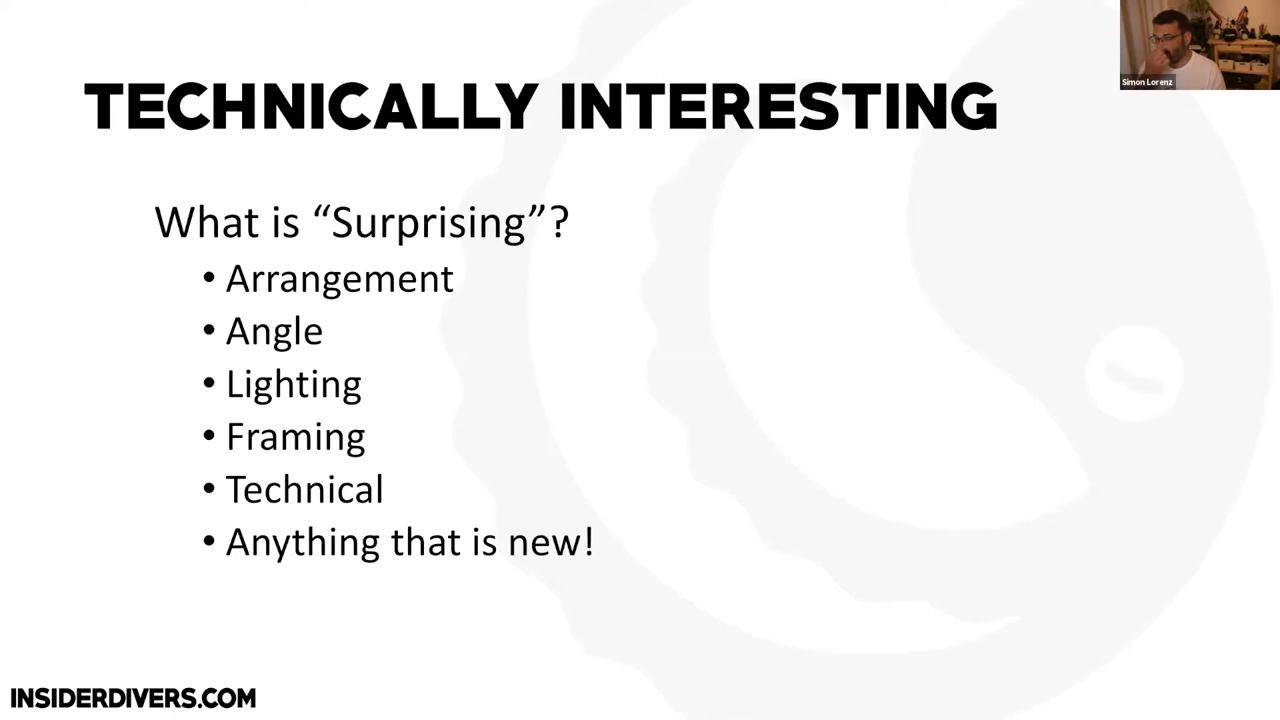 TECHNICALLY INTERESTING
Simon Lorenz
What is “Surprising”?
• Arrangement
• Angle
• Lighting
• Framing
• Technical
• Anything that is new!
INSIDERDIVERS.COM